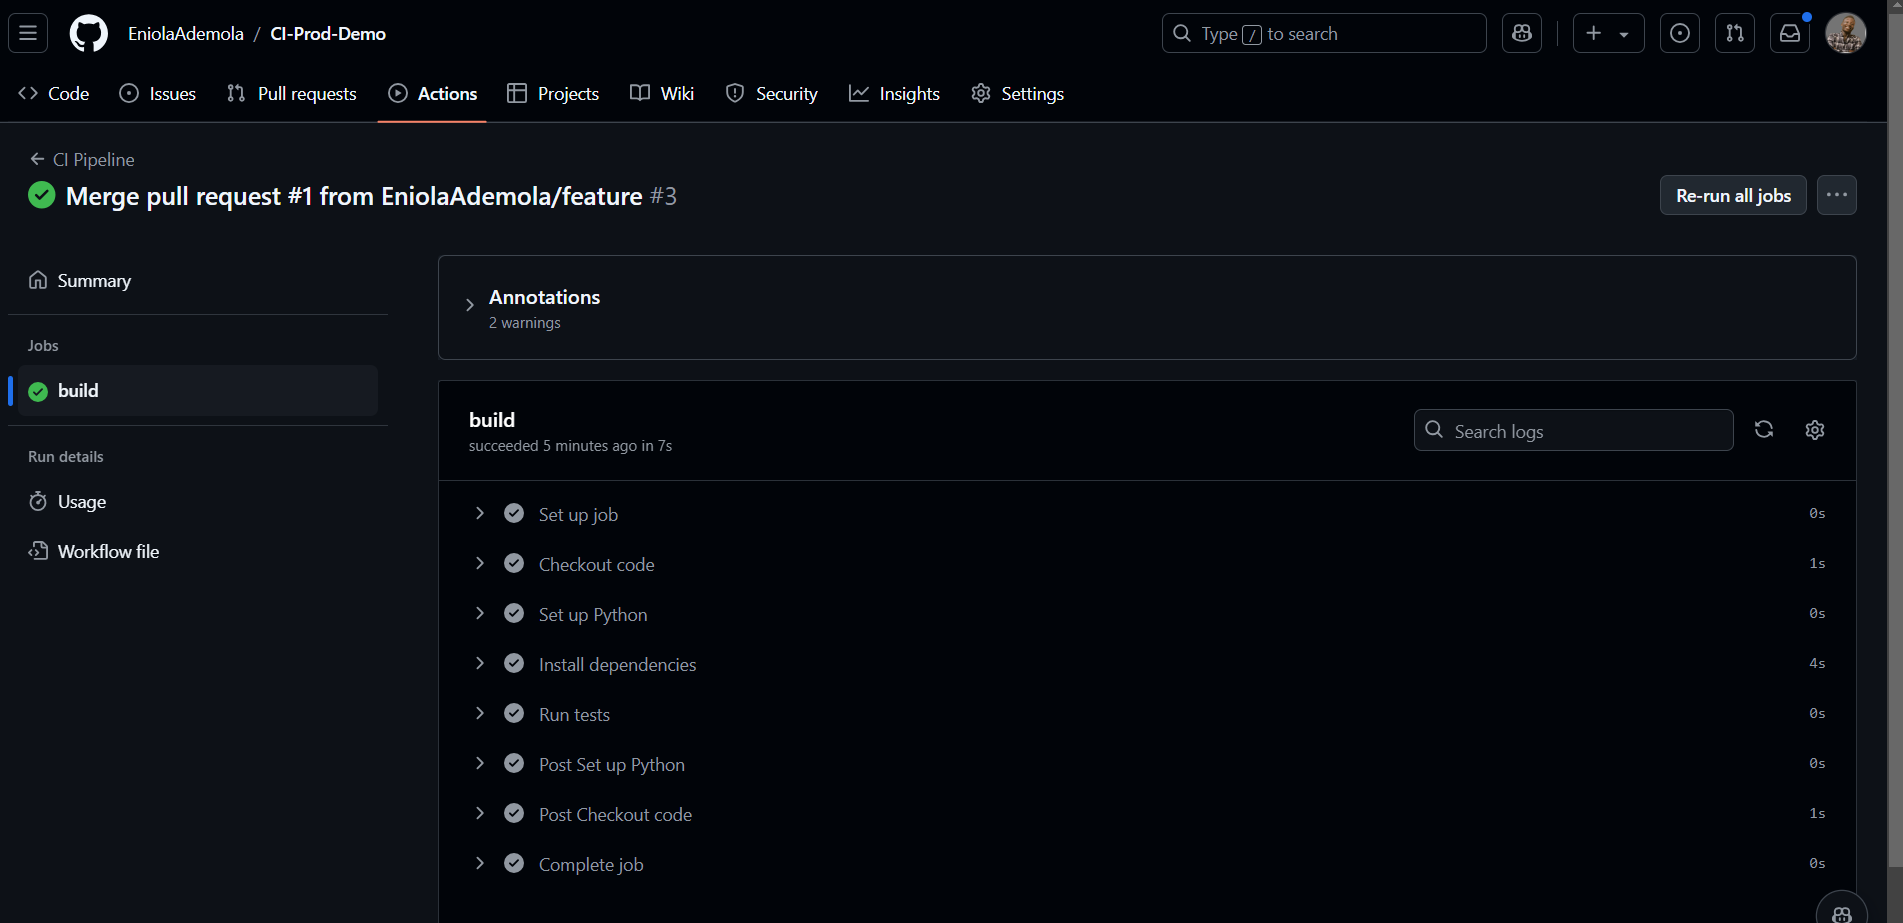 EniolaAdemola / CI-Prod-Demo
Type / to search
Code
Issues
Pull requests
Actions
Projects
Wiki
Security
Insights
Settings
CI Pipeline
Merge pull request #1 from EniolaAdemola/feature #3
Re-run all jobs
Summary
Jobs
build
Run details
Usage
Workflow file
Annotations
2 warnings
build
succeeded 5 minutes ago in 7s
Search logs
Set up job 0s
Checkout code 1s
Set up Python 0s
Install dependencies 4s
Run tests 0s
Post Set up Python 0s
Post Checkout code 1s
Complete job 0s